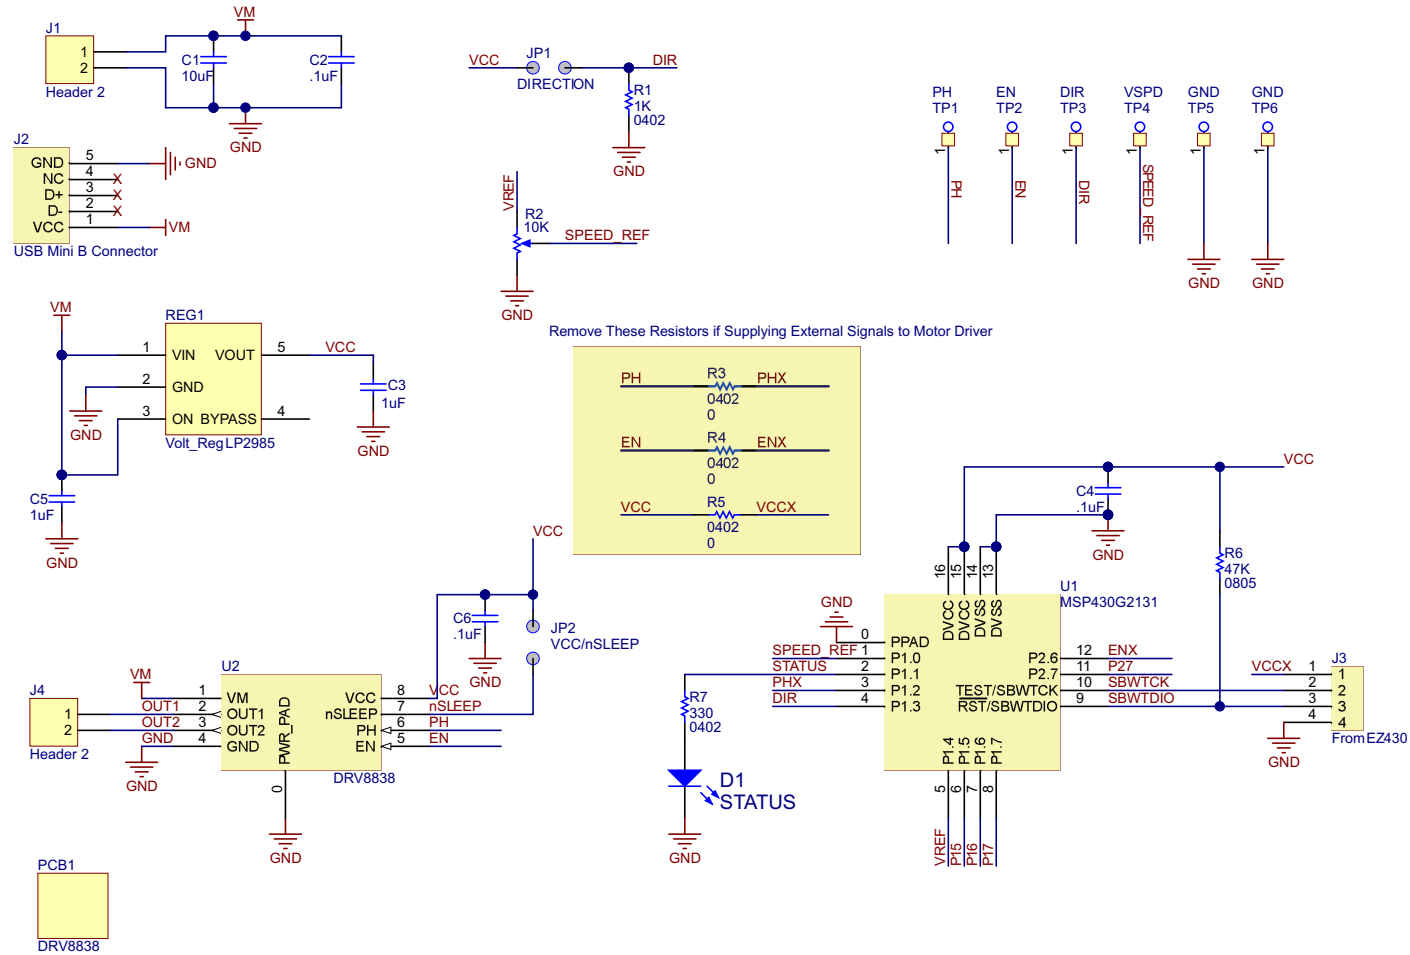 J1
1
2
Header 2
VM
C1
10uF
C2
.1uF
GND
J2
GND 5 GND
NC 4 X
D+ 3 X
D- 2 X
VCC 1 VM
USB Mini B Connector
VCC
JP1
DIRECTION
DIR
R1
1K
0402
GND
VREF
R2
10K
SPEED_REF
GND
PH EN DIR VSPD GND GND
TP1 TP2 TP3 TP4 TP5 TP6
1 1 1 1 1 1
PH EN DIR SPEED_REF
GND GND
VM
REG1
1 VIN VOUT 5 VCC
2 GND
3 ON BYPASS 4
Volt_Reg LP2985
GND
C3
1uF
GND
C5
1uF
GND
Remove These Resistors if Supplying External Signals to Motor Driver
PH R3 PHX
0402
0
EN R4 ENX
0402
0
VCC R5 VCCX
0402
0
VCC
C6
.1uF
GND
JP2
VCC/nSLEEP
U2
VM
J4
1
2
Header 2
1 VM VCC 8 VCC
OUT1 2 OUT1 nSLEEP 7 nSLEEP
OUT2 3 OUT2 PH 6 PH
GND 4 GND EN 5 EN
PWR_PAD
DRV8838
GND
0
GND
VCC
C4
.1uF
GND
R6
47K
0805
16 15 14 13
DVCC DVCC DVSS DVSS
U1
MSP430G2131
GND
0 PPAD
SPEED_REF 1 P1.0
STATUS 2 P1.1
PHX 3 P1.2
DIR 4 P1.3
P2.6 12 ENX
P2.7 11 P27
TEST/SBWTCK 10 SBWTCK
RST/SBWTDIO 9 SBWTDIO
P1.4 P1.5 P1.6 P1.7
5 6 7 8
VREF P15 P16 P17
R7
330
0402
D1
STATUS
GND
J3
VCCX 1 1
2 2
3 3
4 4
From EZ430
GND
PCB1
DRV8838